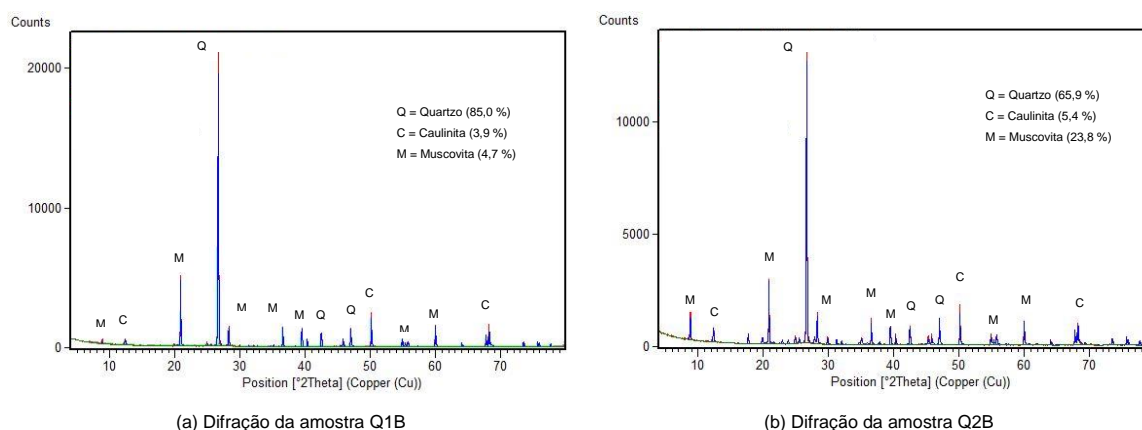 Counts
20000
10000
0
Q
Q = Quartzo (85,0 %)
C = Caulinita (3,9 %)
M = Muscovita (4,7 %)
M
C
M
M
M
M
Q
Q
C
M
M
C
10
20
30
40
50
60
70
Position [°2Theta] (Copper (Cu))
(a) Difração da amostra Q1B
Counts
10000
5000
0
Q
Q = Quartzo (65,9 %)
C = Caulinita (5,4 %)
M = Muscovita (23,8 %)
M
C
M
M
M
M
Q
Q
C
M
M
C
10
20
30
40
50
60
70
Position [°2Theta] (Copper (Cu))
(b) Difração da amostra Q2B